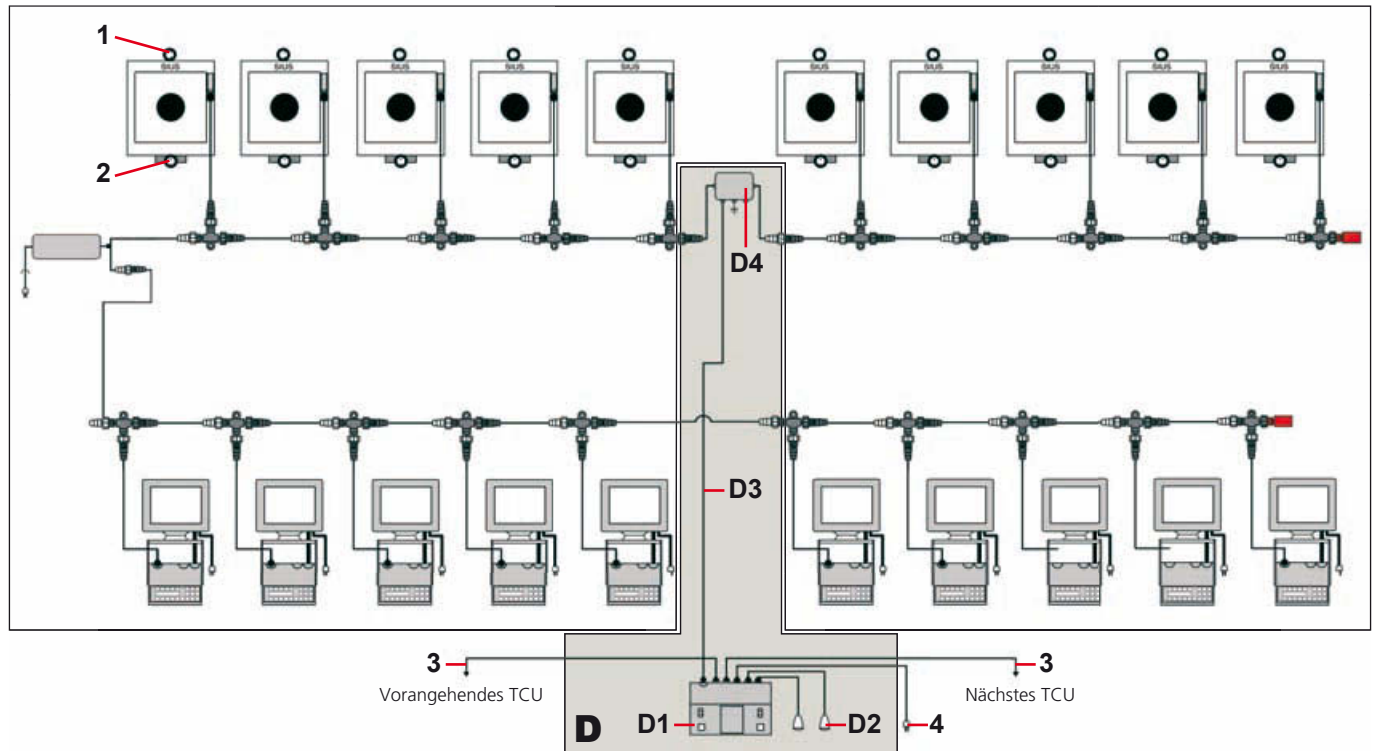 1
SIUS SIUS SIUS SIUS SIUS SIUS SIUS SIUS SIUS SIUS
2
D4
D3
3 3
Vorangehendes TCU Nächstes TCU
D D1 D2 4